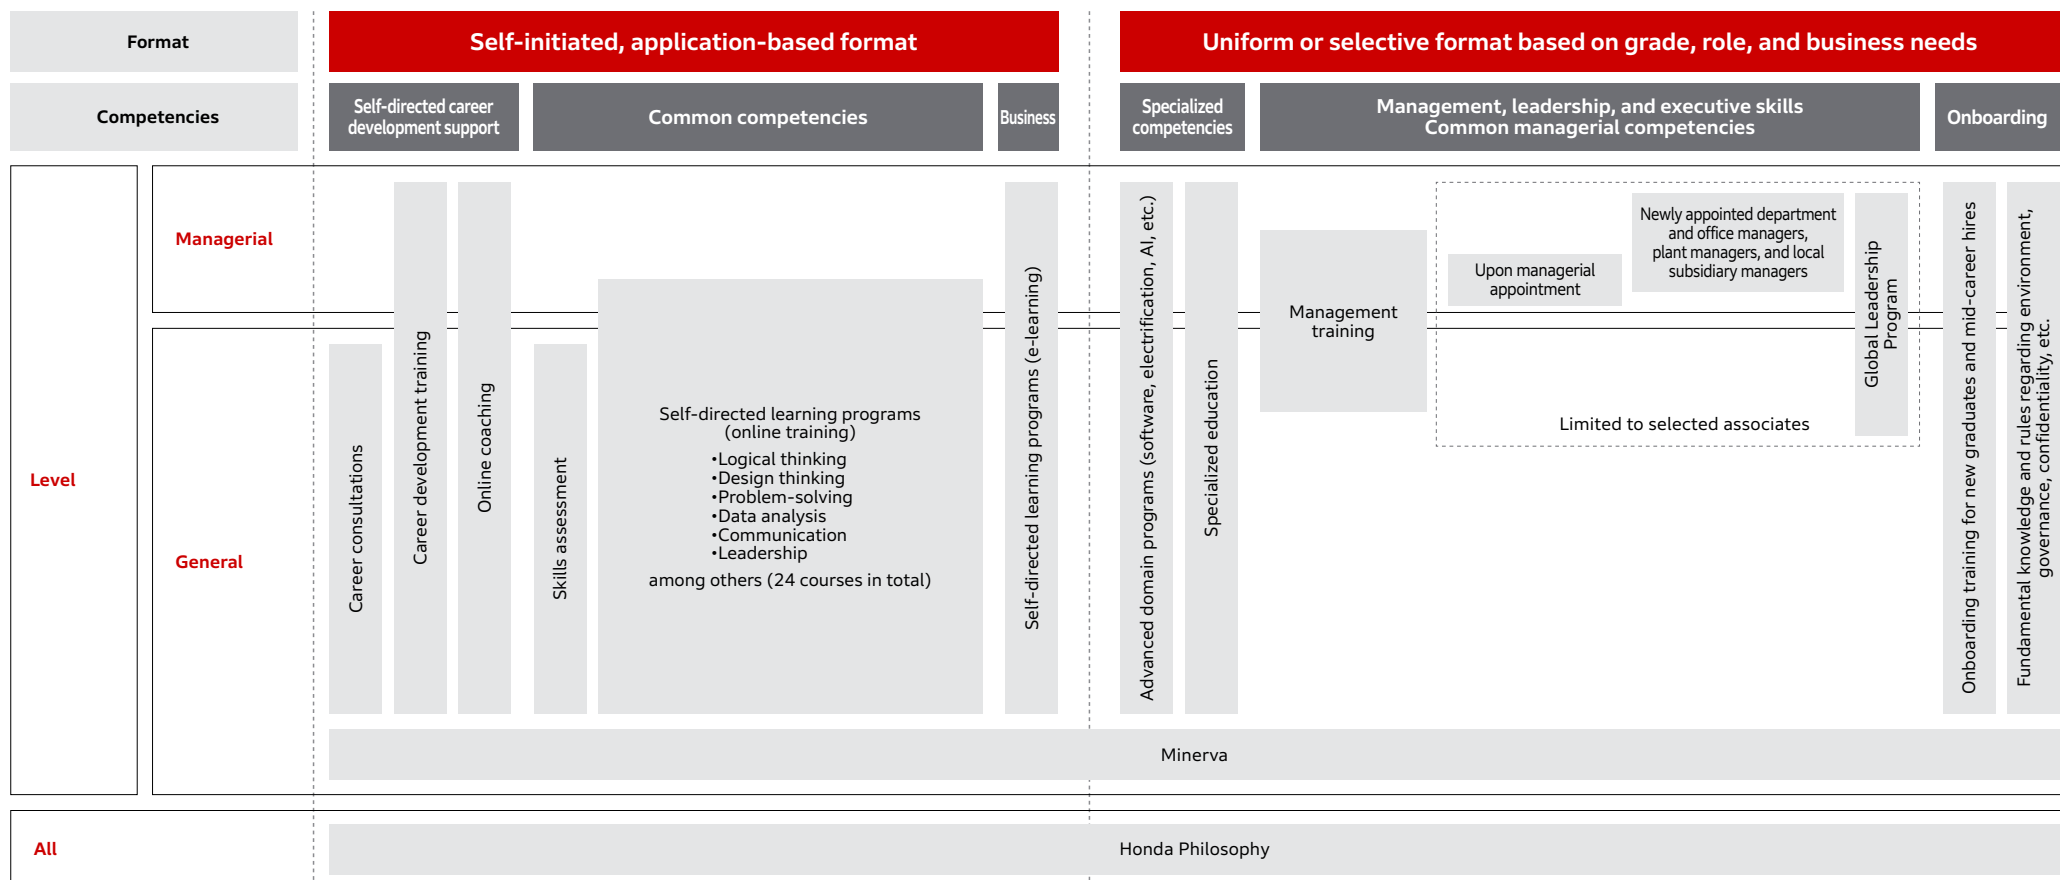 Format
Self-initiated, application-based format
Uniform or selective format based on grade, role, and business needs
Competencies
Self-directed career
development support
Common competencies
Business
Specialized
competencies
Management, leadership, and executive skills
Common managerial competencies
Onboarding
Level
Managerial
General
Career consultations
Career development training
Online coaching
Skills assessment
Self-directed learning programs
(online training)
•Logical thinking
•Design thinking
•Problem-solving
•Data analysis
•Communication
•Leadership
among others (24 courses in total)
Self-directed learning programs (e-learning)
Advanced domain programs (software, electrification, AI, etc.)
Specialized education
Management
training
Upon managerial
appointment
Newly appointed department
and office managers,
plant managers, and local
subsidiary managers
Global Leadership
Program
Limited to selected associates
Onboarding training for new graduates and mid-career hires
Fundamental knowledge and rules regarding environment,
governance, confidentiality, etc.
Minerva
All
Honda Philosophy